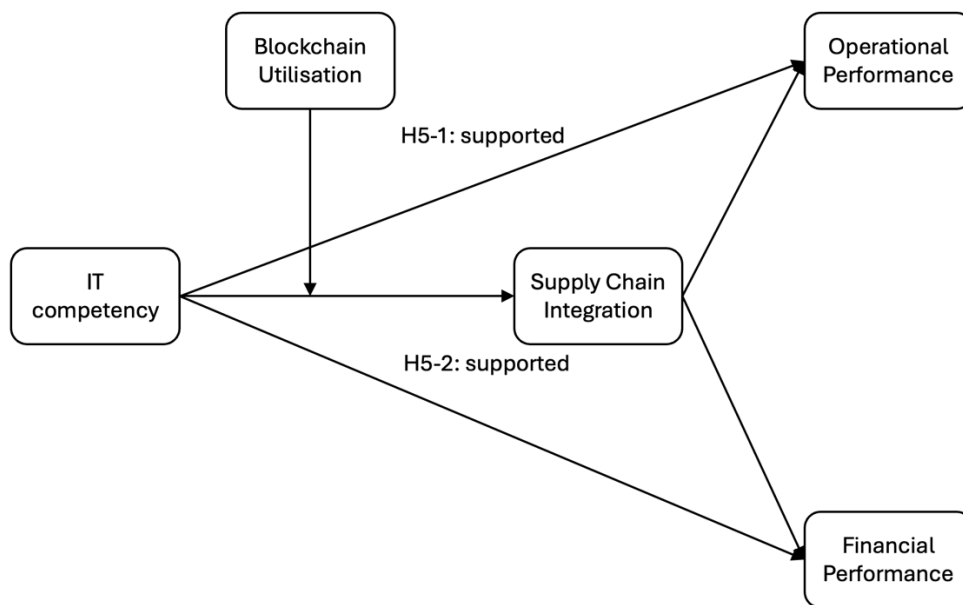 Blockchain
Utilisation
Operational
Performance
H5-1: supported
IT
competency
Supply Chain
Integration
H5-2: supported
Financial
Performance